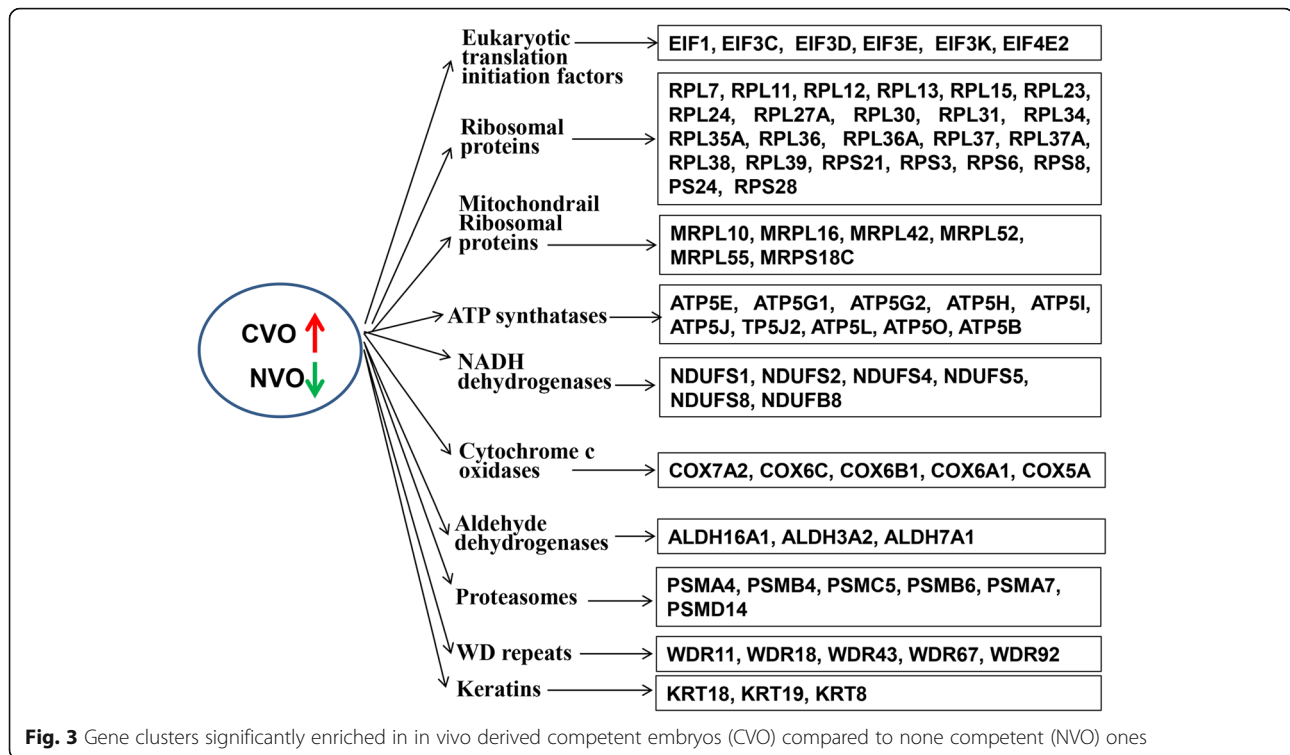 Eukaryotic
translation
initiation factors
EIF1, EIF3C, EIF3D, EIF3E, EIF3K, EIF4E2
Ribosomal
proteins
RPL7, RPL11, RPL12, RPL13, RPL15, RPL23,
RPL24, RPL27A, RPL30, RPL31, RPL34,
RPL35A, RPL36, RPL36A, RPL37, RPL37A,
RPL38, RPL39, RPS21, RPS3, RPS6, RPS8,
PS24, RPS28
Mitochondrail
Ribosomal
proteins
MRPL10, MRPL16, MRPL42, MRPL52,
MRPL55, MRPS18C
CVO
NVO
ATP synthatases
ATP5E, ATP5G1, ATP5G2, ATP5H, ATP5I,
ATP5J, TP5J2, ATP5L, ATP5O, ATP5B
NADH
dehydrogenases
NDUFS1, NDUFS2, NDUFS4, NDUFS5,
NDUFS8, NDUFB8
Cytochrome c
oxidases
COX7A2, COX6C, COX6B1, COX6A1, COX5A
Aldehyde
dehydrogenases
ALDH16A1, ALDH3A2, ALDH7A1
Proteasomes
PSMA4, PSMB4, PSMC5, PSMB6, PSMA7,
PSMD14
WD repeats
WDR11, WDR18, WDR43, WDR67, WDR92
Keratins
KRT18, KRT19, KRT8
Fig. 3 Gene clusters significantly enriched in in vivo derived competent embryos (CVO) compared to none competent (NVO) ones